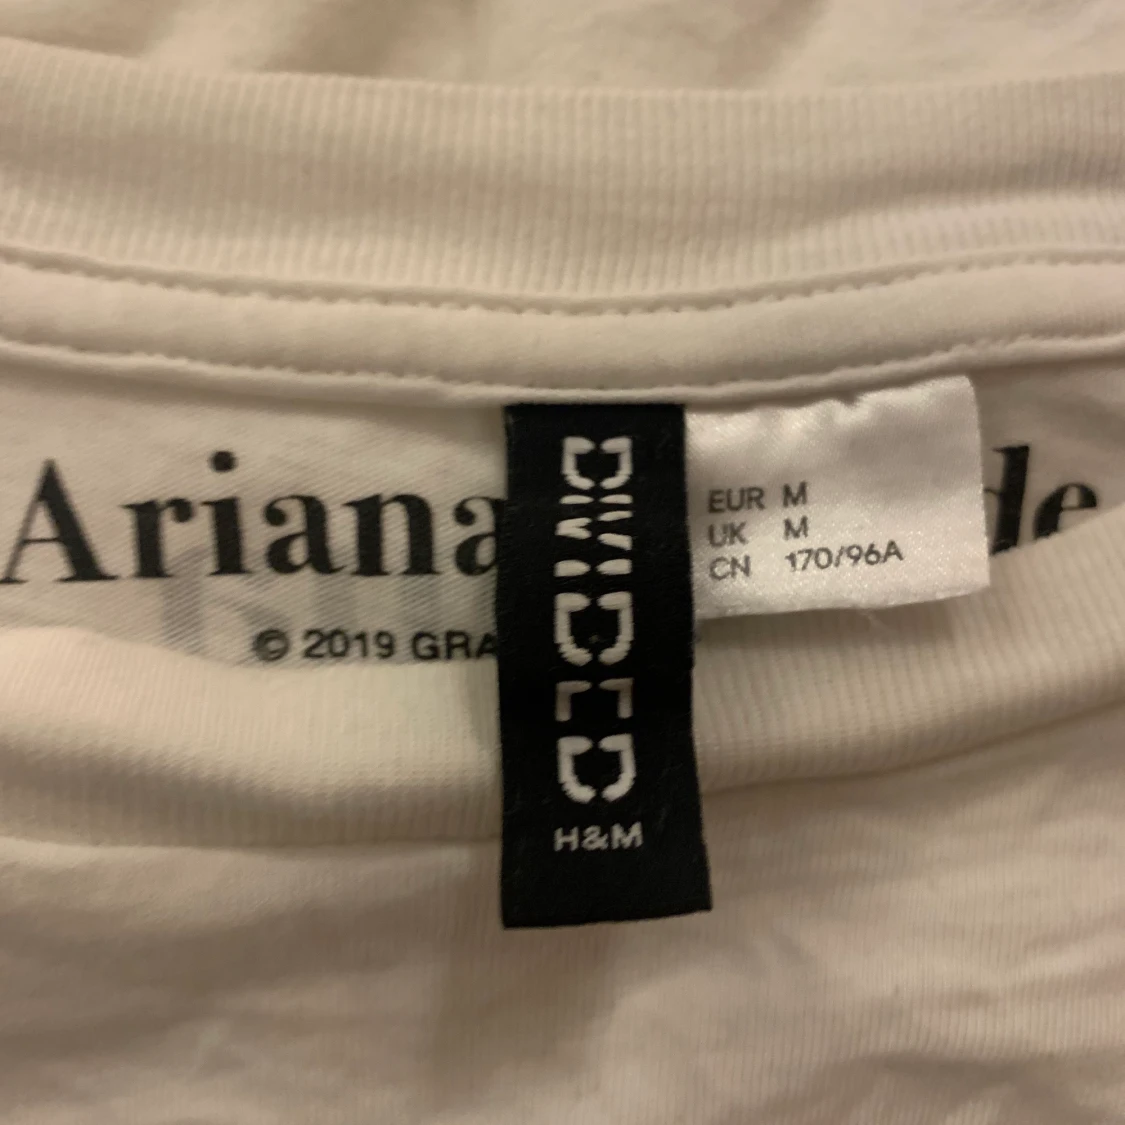 Ariana de
© 2019 GRA
DIVIDED
H&M
EUR M
UK M
CN 170/96A